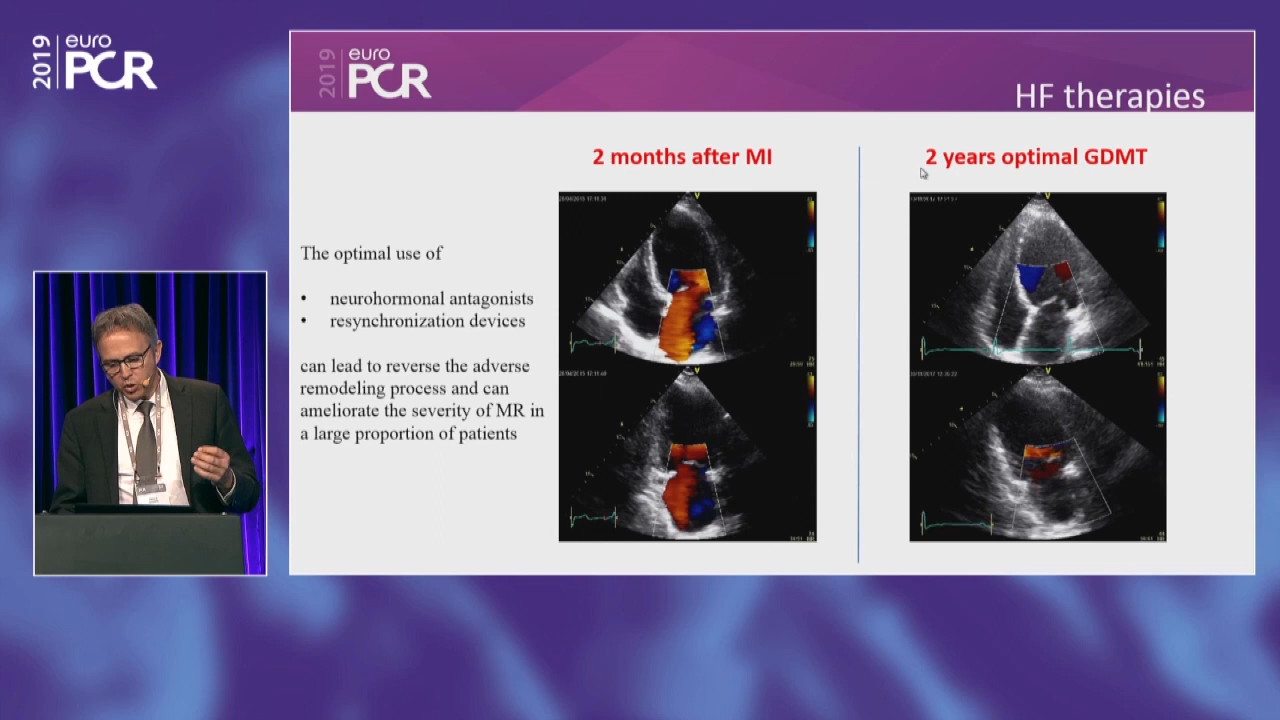 2019
euro
PCR
2019
euro
PCR
HF therapies
2 months after MI
2 years optimal GDMT
The optimal use of
• neurohormonal antagonists
• resynchronization devices
can lead to reverse the adverse
remodeling process and can
ameliorate the severity of MR in
a large proportion of patients